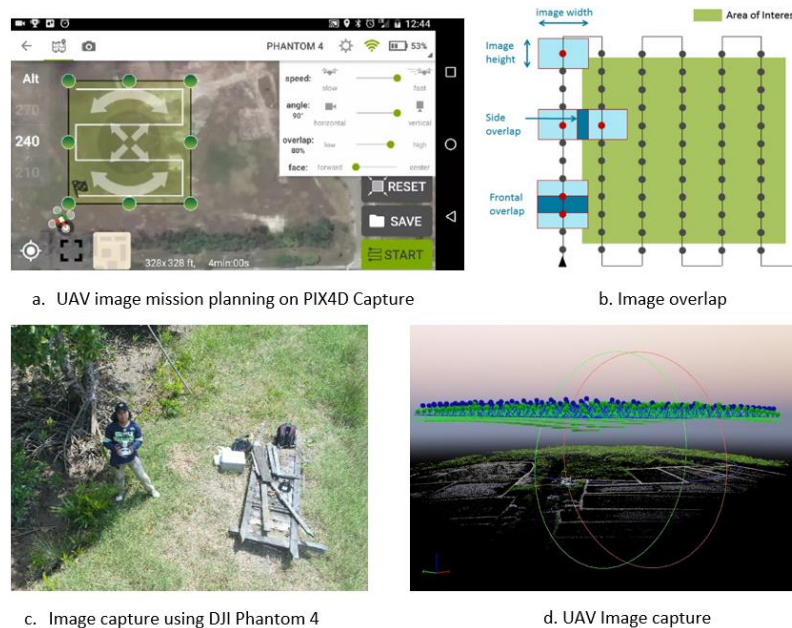 12:44
PHANTOM 4
53%
Alt
270
240
210
speed:
slow
fast
angle:
90°
horizontal
vertical
overlap:
80%
low
high
face:
forward
center
RESET
SAVE
START
328x328 ft, 4min:00s
a. UAV image mission planning on PIX4D Capture
image width
Area of Interes
Image
height
Side
overlap
Frontal
overlap
b. Image overlap
c. Image capture using DJI Phantom 4
d. UAV Image capture